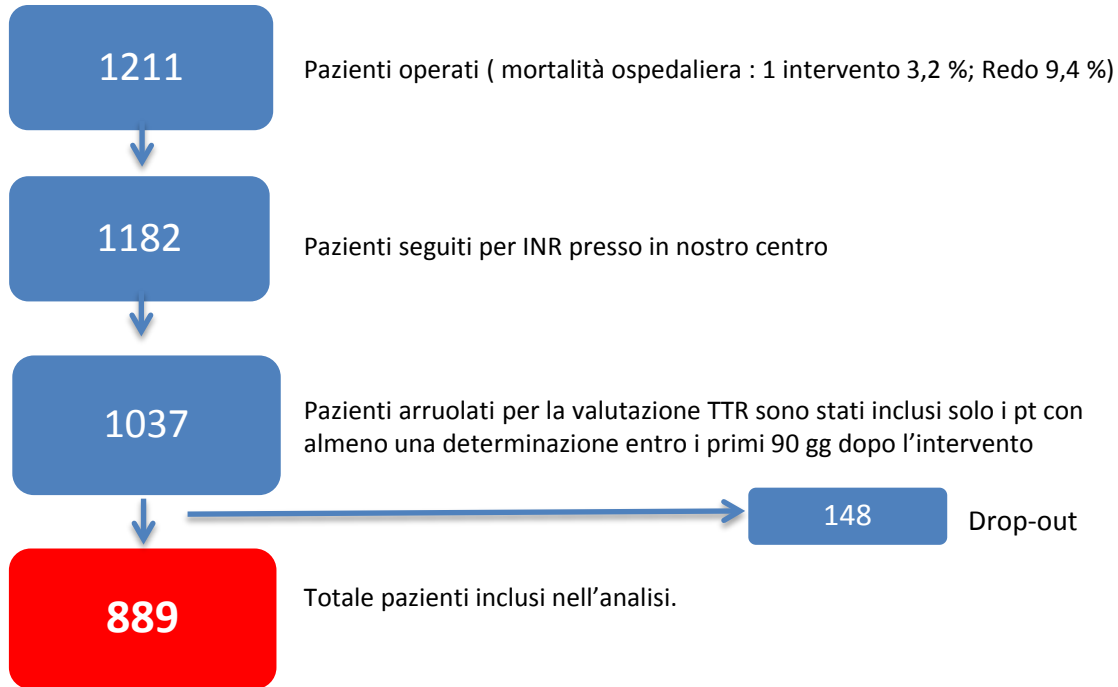 1211
Pazienti operati ( mortalità ospedaliera : 1 intervento 3,2 %; Redo 9,4 %)
1182
Pazienti seguiti per INR presso in nostro centro
1037
Pazienti arruolati per la valutazione TTR sono stati inclusi solo i pt con
almeno una determinazione entro i primi 90 gg dopo l'intervento
148
Drop-out
889
Totale pazienti inclusi nell'analisi.